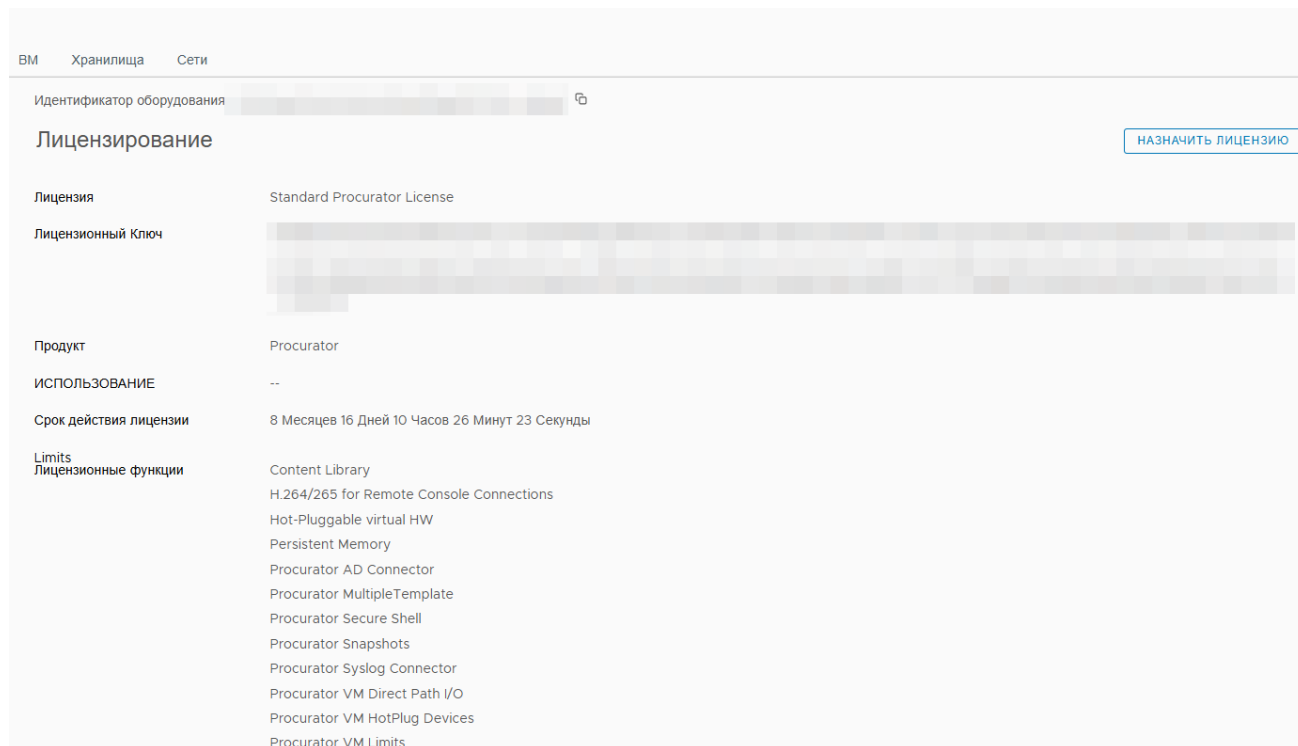 ВМ Хранилища Сети
Идентификатор оборудования
Лицензирование
НАЗНАЧИТЬ ЛИЦЕНЗИЮ
Лицензия Standard Procurator License
Лицензионный Ключ
Продукт Procurator
ИСПОЛЬЗОВАНИЕ --
Срок действия лицензии 8 Месяцев 16 Дней 10 Часов 26 Минут 23 Секунды
Limits
Лицензионные функции Content Library
H.264/265 for Remote Console Connections
Hot-Pluggable virtual HW
Persistent Memory
Procurator AD Connector
Procurator MultipleTemplate
Procurator Secure Shell
Procurator Snapshots
Procurator Syslog Connector
Procurator VM Direct Path I/O
Procurator VM HotPlug Devices
Procurator VM Limits